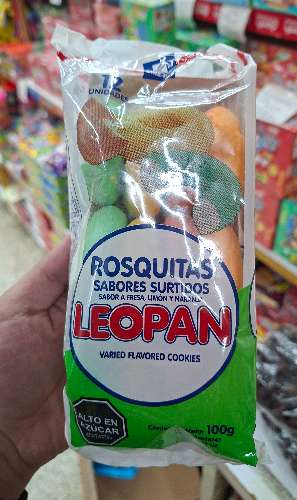 12
UNIDADES
ROSQUITAS
SABORES SURTIDOS
SABOR A FRESA, LIMÓN Y NARANJA
LEOPAN
VARIED FLAVORED COOKIES
ALTO EN
AZÚCAR
100g